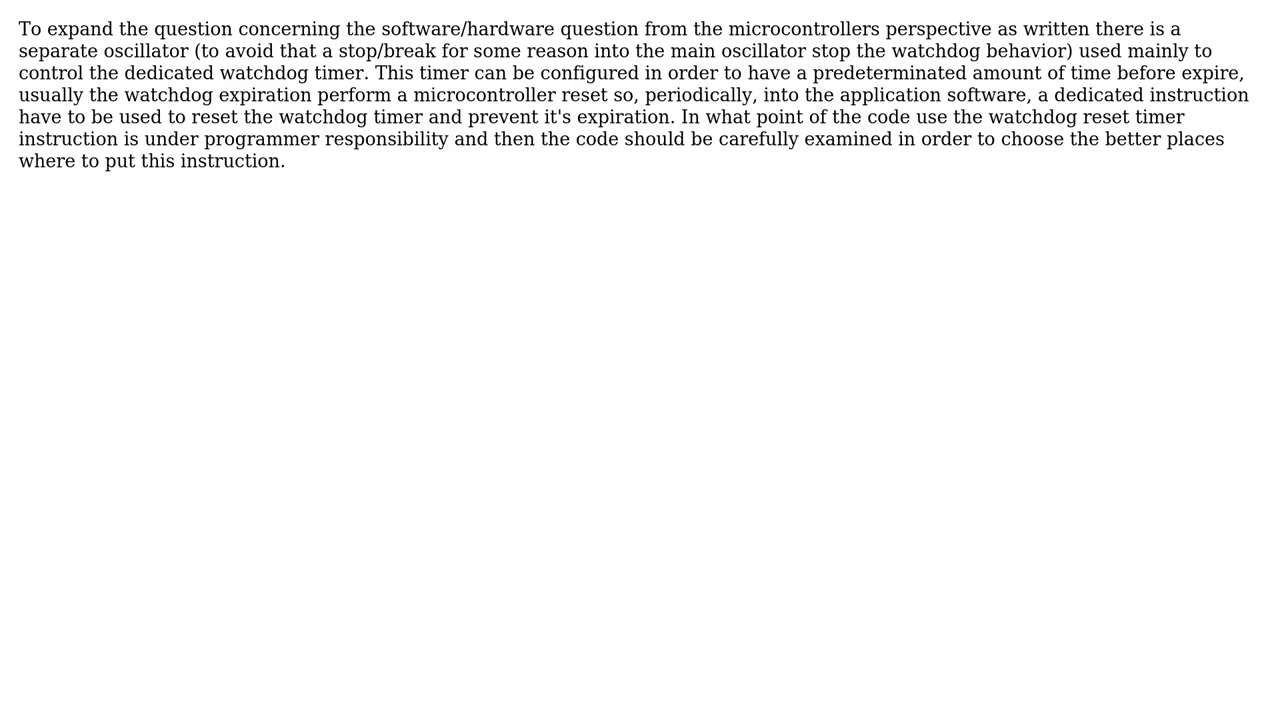 To expand the question concerning the software/hardware question from the microcontrollers perspective as written there is a
separate oscillator (to avoid that a stop/break for some reason into the main oscillator stop the watchdog behavior) used mainly to
control the dedicated watchdog timer. This timer can be configured in order to have a predeterminated amount of time before expire,
usually the watchdog expiration perform a microcontroller reset so, periodically, into the application software, a dedicated instruction
have to be used to reset the watchdog timer and prevent it's expiration. In what point of the code use the watchdog reset timer
instruction is under programmer responsibility and then the code should be carefully examined in order to choose the better places
where to put this instruction.